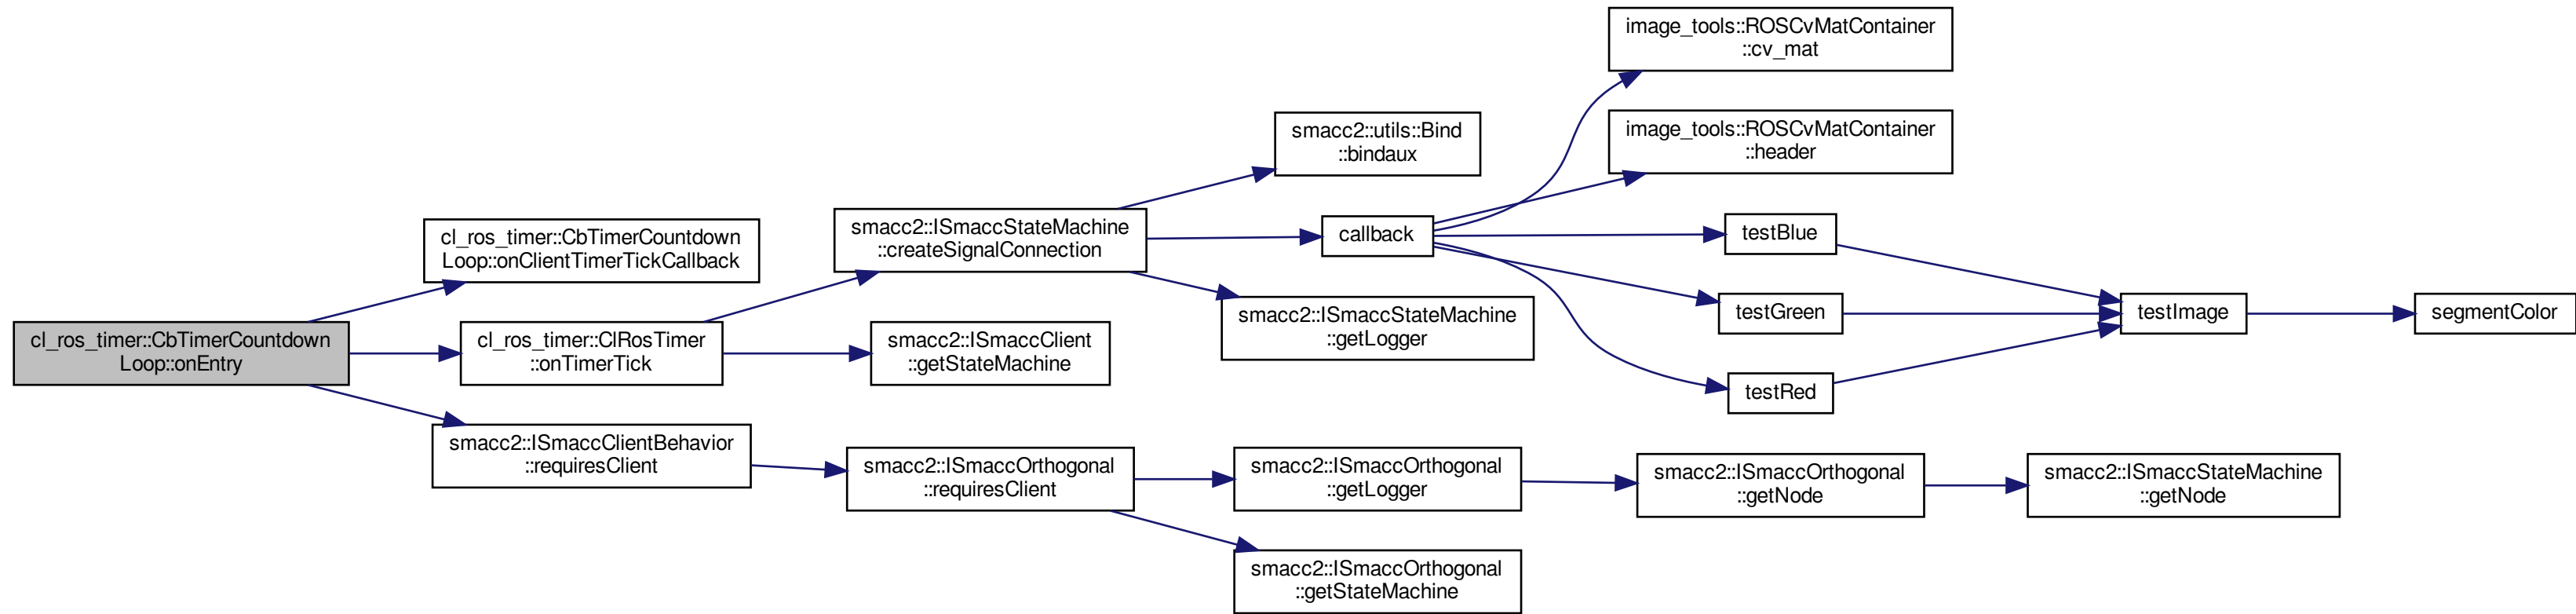 cl_ros_timer::CbTimerCountdown
Loop::onEntry
cl_ros_timer::CbTimerCountdown
Loop::onClientTimerTickCallback
cl_ros_timer::ClRosTimer
::onTimerTick
smacc2::ISmaccClientBehavior
::requiresClient
smacc2::ISmaccStateMachine
::createSignalConnection
smacc2::ISmaccClient
::getStateMachine
smacc2::ISmaccOrthogonal
::requiresClient
smacc2::utils::Bind
::bindaux
callback
smacc2::ISmaccStateMachine
::getLogger
smacc2::ISmaccOrthogonal
::getLogger
smacc2::ISmaccOrthogonal
::getStateMachine
image_tools::ROSCvMatContainer
::cv_mat
image_tools::ROSCvMatContainer
::header
testBlue
testGreen
testRed
smacc2::ISmaccOrthogonal
::getNode
testImage
smacc2::ISmaccStateMachine
::getNode
segmentColor